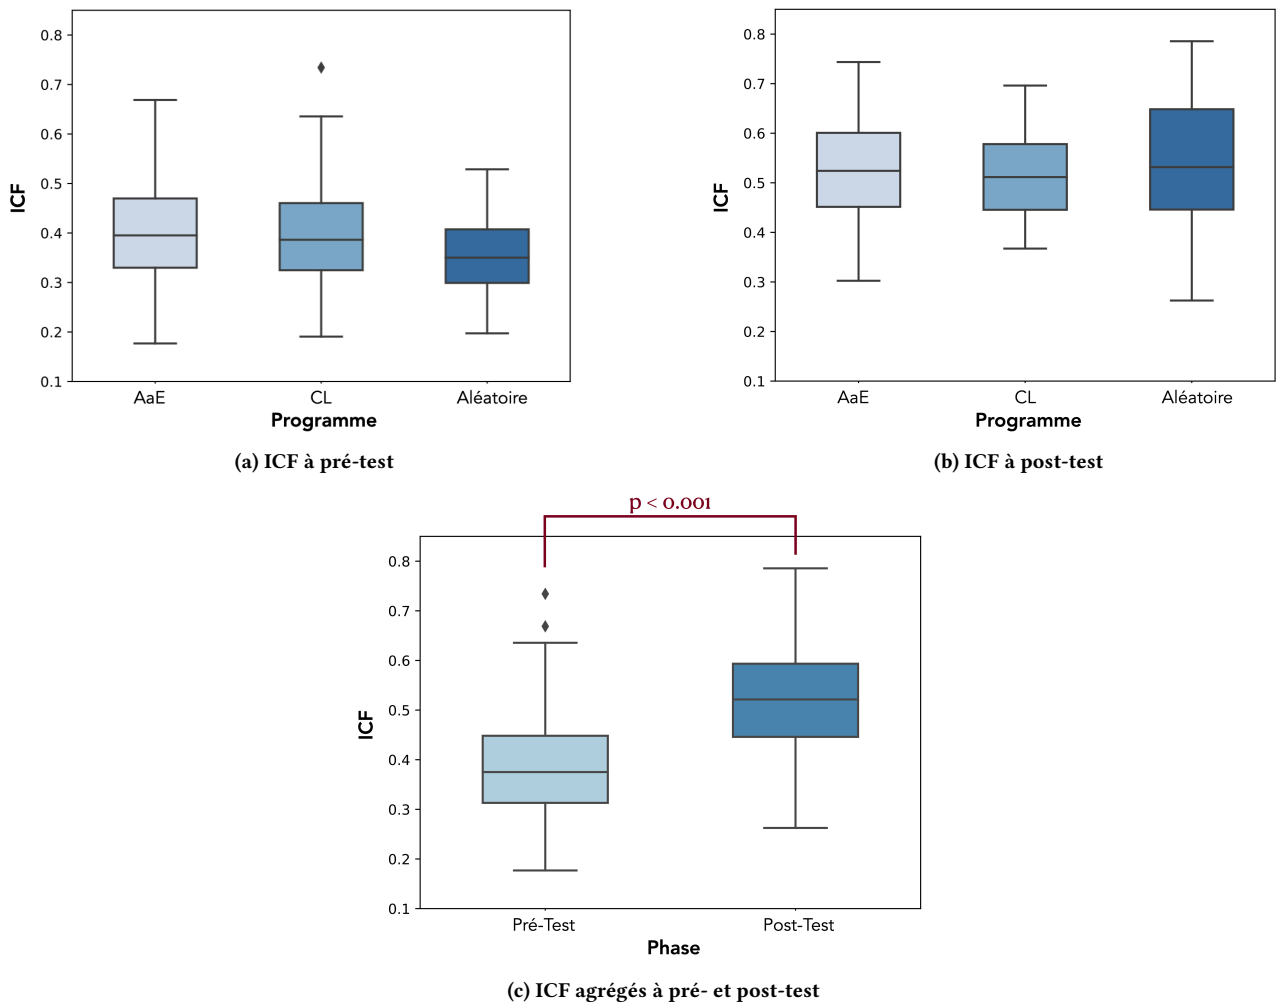 0.8
0.7
0.6
0.5
0.4
0.3
0.2
0.1
ICF
AaE CL Aléatoire
Programme
(a) ICF à pré-test
0.8
0.7
0.6
0.5
0.4
0.3
0.2
0.1
ICF
AaE CL Aléatoire
Programme
(b) ICF à post-test
p < 0.001
0.8
0.7
0.6
0.5
0.4
0.3
0.2
0.1
ICF
Pré-Test Post-Test
Phase
(c) ICF agrégés à pré- et post-test